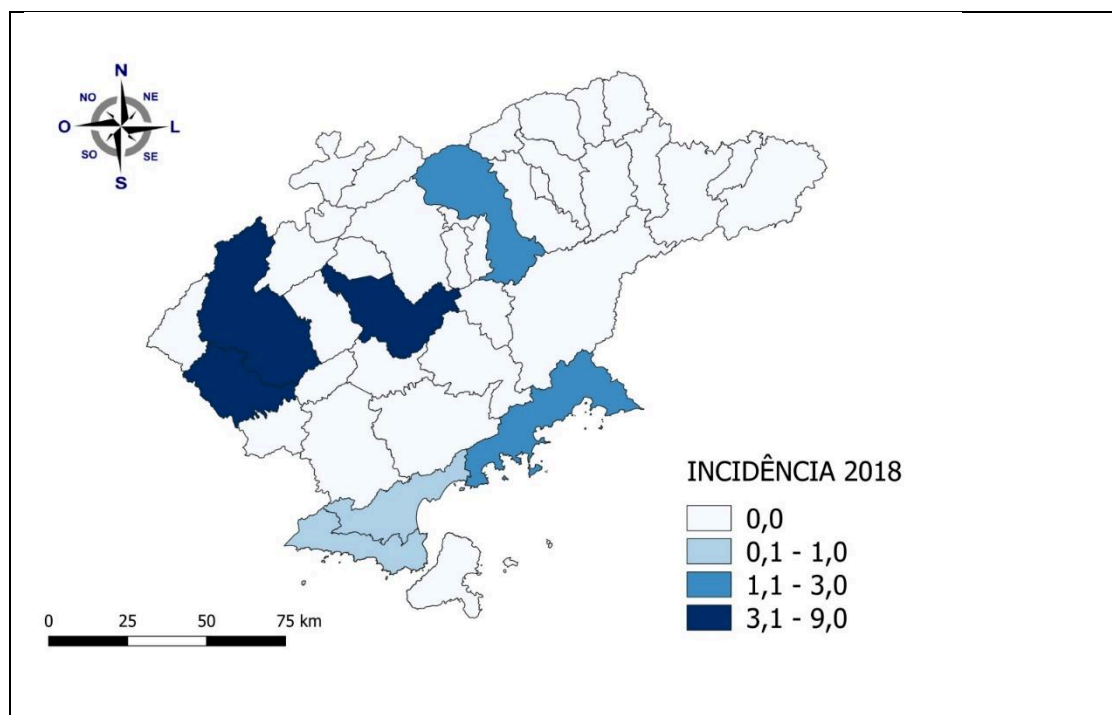 N
NO NE
O L
SO SE
S
INCIDÊNCIA 2018
0,0
0,1 - 1,0
1,1 - 3,0
3,1 - 9,0
0 25 50 75 km